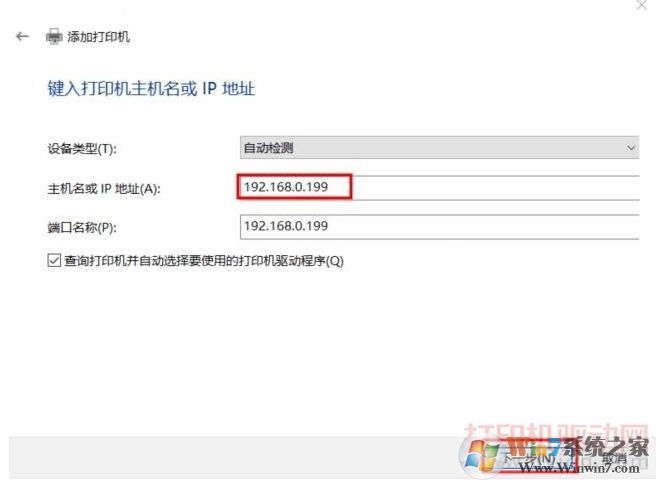 添加打印机
键入打印机主机名或 IP 地址
设备类型(T): 自动检测
主机名或 IP 地址(A): 192.168.0.199
端口名称(P): 192.168.0.199
查询打印机并自动选择要使用的打印机驱动程序(Q)
打印机驱动网
下一步(N) 取消
Win7系统之家
Www.Winwin7.com